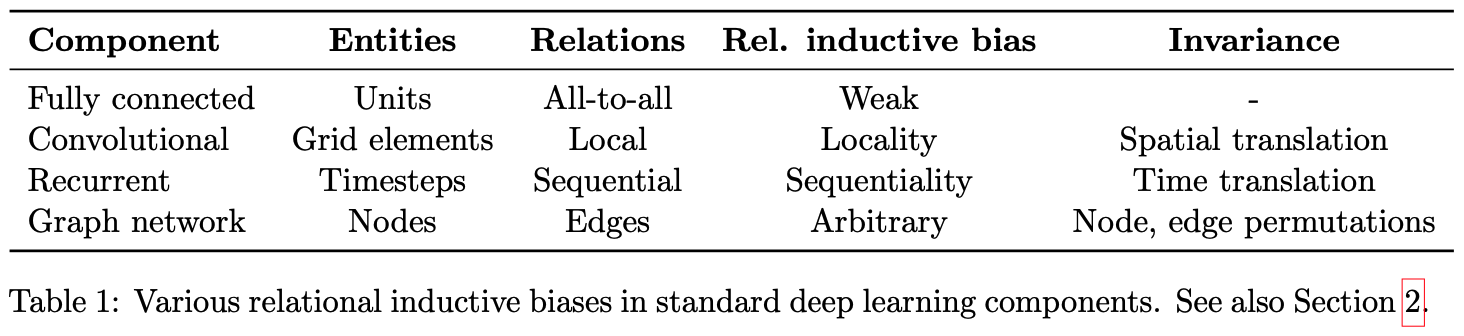 Component Entities Relations Rel. inductive bias Invariance
Fully connected Units All-to-all Weak -
Convolutional Grid elements Local Locality Spatial translation
Recurrent Timesteps Sequential Sequentiality Time translation
Graph network Nodes Edges Arbitrary Node, edge permutations
Table 1: Various relational inductive biases in standard deep learning components. See also Section 2.